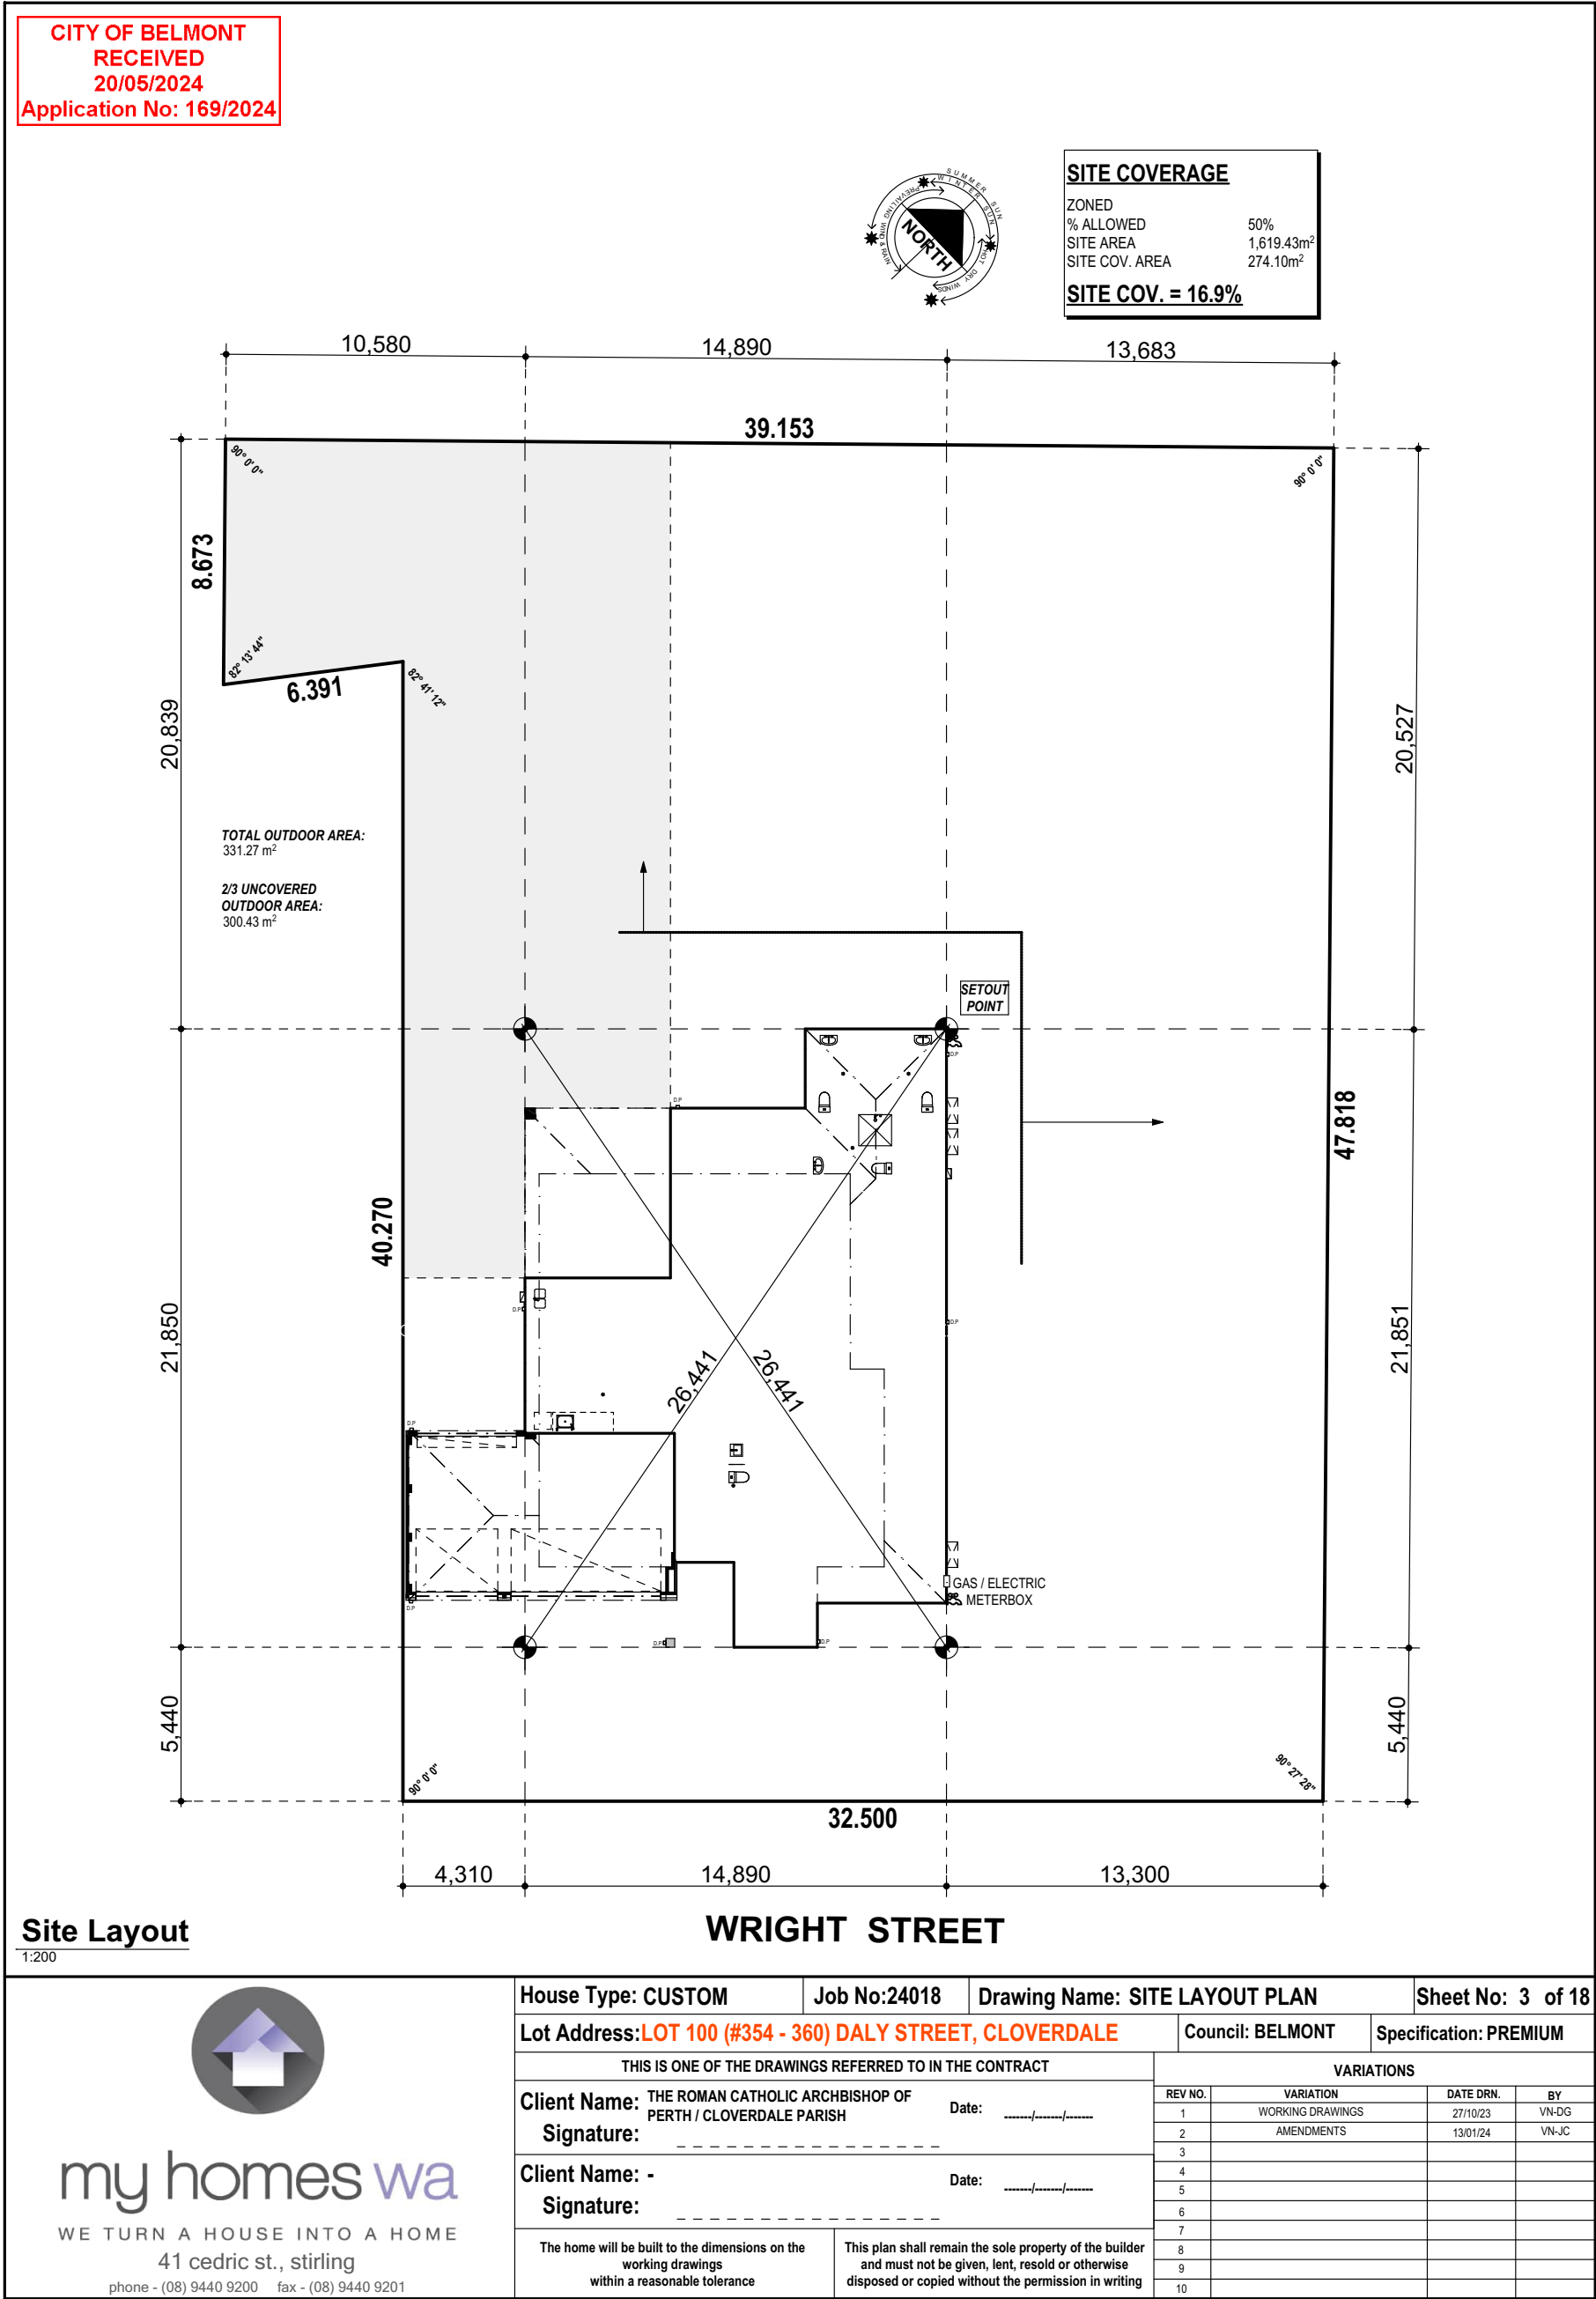 CITY OF BELMONT
RECEIVED
20/05/2024
Application No: 169/2024
SUMMER SUN
WINTER SUN
PREVAILING WIND & RAIN
HOT DRY WINDS
NORTH
SITE COVERAGE
ZONED
% ALLOWED 50%
SITE AREA 1,619.43m²
SITE COV. AREA 274.10m²
SITE COV. = 16.9%
10,580 14,890 13,683
39.153
90° 0' 0"
90° 0' 0"
8.673
82° 13' 44"
6.391
82° 41' 12"
20,839
20,527
TOTAL OUTDOOR AREA:
331.27 m²
2/3 UNCOVERED
OUTDOOR AREA:
300.43 m²
SETOUT
POINT
D.P
D.P
47.818
40.270
D.P
D.P
21,850
21,851
26,441
26,441
D.P
GAS / ELECTRIC
METERBOX
D.P
D.P
D.P
5,440
5,440
90° 0' 0"
90° 27' 28"
32.500
4,310 14,890 13,300
Site Layout
1:200
WRIGHT STREET
House Type: CUSTOM Job No:24018 Drawing Name: SITE LAYOUT PLAN Sheet No: 3 of 18
Lot Address:LOT 100 (#354 - 360) DALY STREET, CLOVERDALE Council: BELMONT Specification: PREMIUM
THIS IS ONE OF THE DRAWINGS REFERRED TO IN THE CONTRACT
Client Name: THE ROMAN CATHOLIC ARCHBISHOP OF
PERTH / CLOVERDALE PARISH
Date: -------/-------/-------
Signature:
Client Name: -
Date: -------/-------/-------
Signature:
The home will be built to the dimensions on the
working drawings
within a reasonable tolerance
This plan shall remain the sole property of the builder
and must not be given, lent, resold or otherwise
disposed or copied without the permission in writing
VARIATIONS
REV NO. VARIATION DATE DRN. BY
1 WORKING DRAWINGS 27/10/23 VN-DG
2 AMENDMENTS 13/01/24 VN-JC
3
4
5
6
7
8
9
10
my homes wa
WE TURN A HOUSE INTO A HOME
41 cedric st., stirling
phone - (08) 9440 9200 fax - (08) 9440 9201